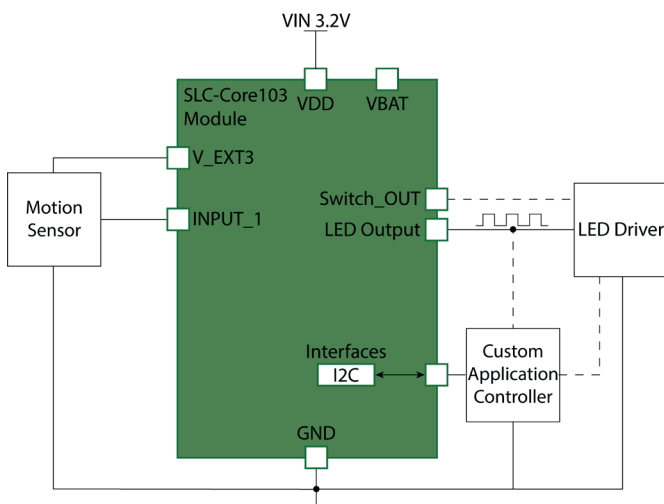 VIN 3.2V
SLC-Core103
Module
VDD
VBAT
V_EXT3
Motion
Sensor
INPUT_1
Switch_OUT
LED Output
LED Driver
Interfaces
I2C
Custom
Application
Controller
GND